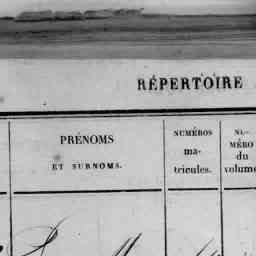 RÉPERTOIRE
PRÉNOMS
ET SURNOMS.
NUMÉROS
ma-
tricules.
NU-
MÉRO
du
volume